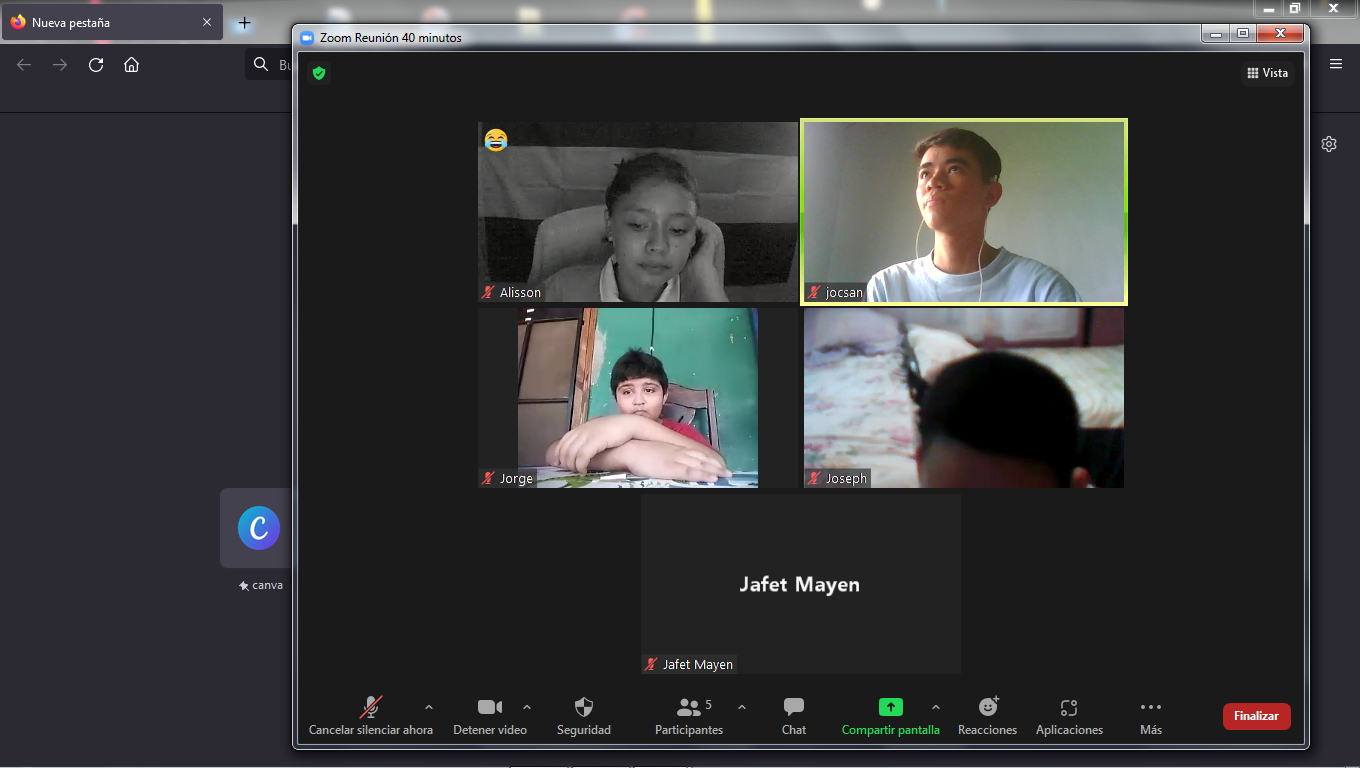 Nueva pestaña
Zoom Reunión 40 minutos
Bu
Vista
Alisson
jocsan
Jorge
Joseph
Jafet Mayen
Jafet Mayen
C
canva
Cancelar silenciar ahora
Detener video
Seguridad
5
Participantes
Chat
Compartir pantalla
Reacciones
Aplicaciones
Más
Finalizar